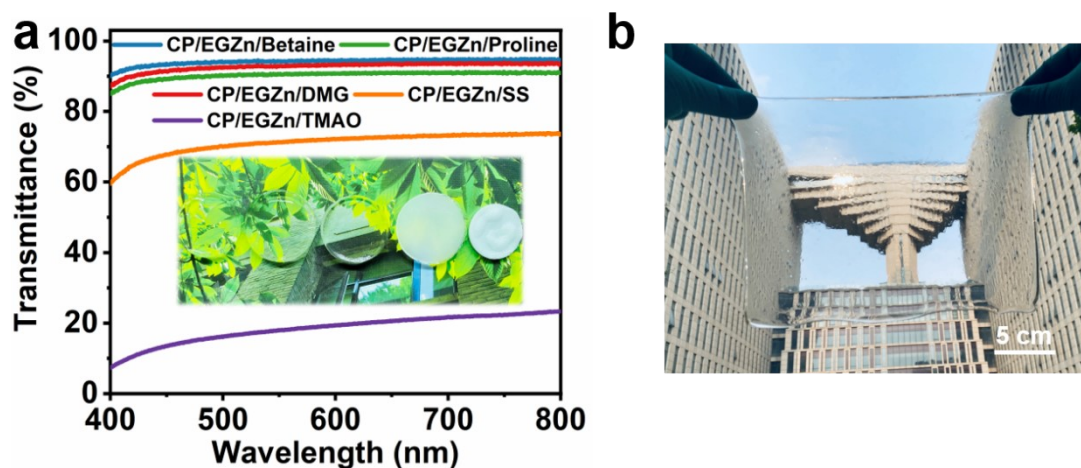 a
100
80
60
40
20
0
Transmittance (%)
CP/EGZn/Betaine CP/EGZn/Proline
CP/EGZn/DMG CP/EGZn/SS
CP/EGZn/TMAO
400 500 600 700 800
Wavelength (nm)
b
5 cm